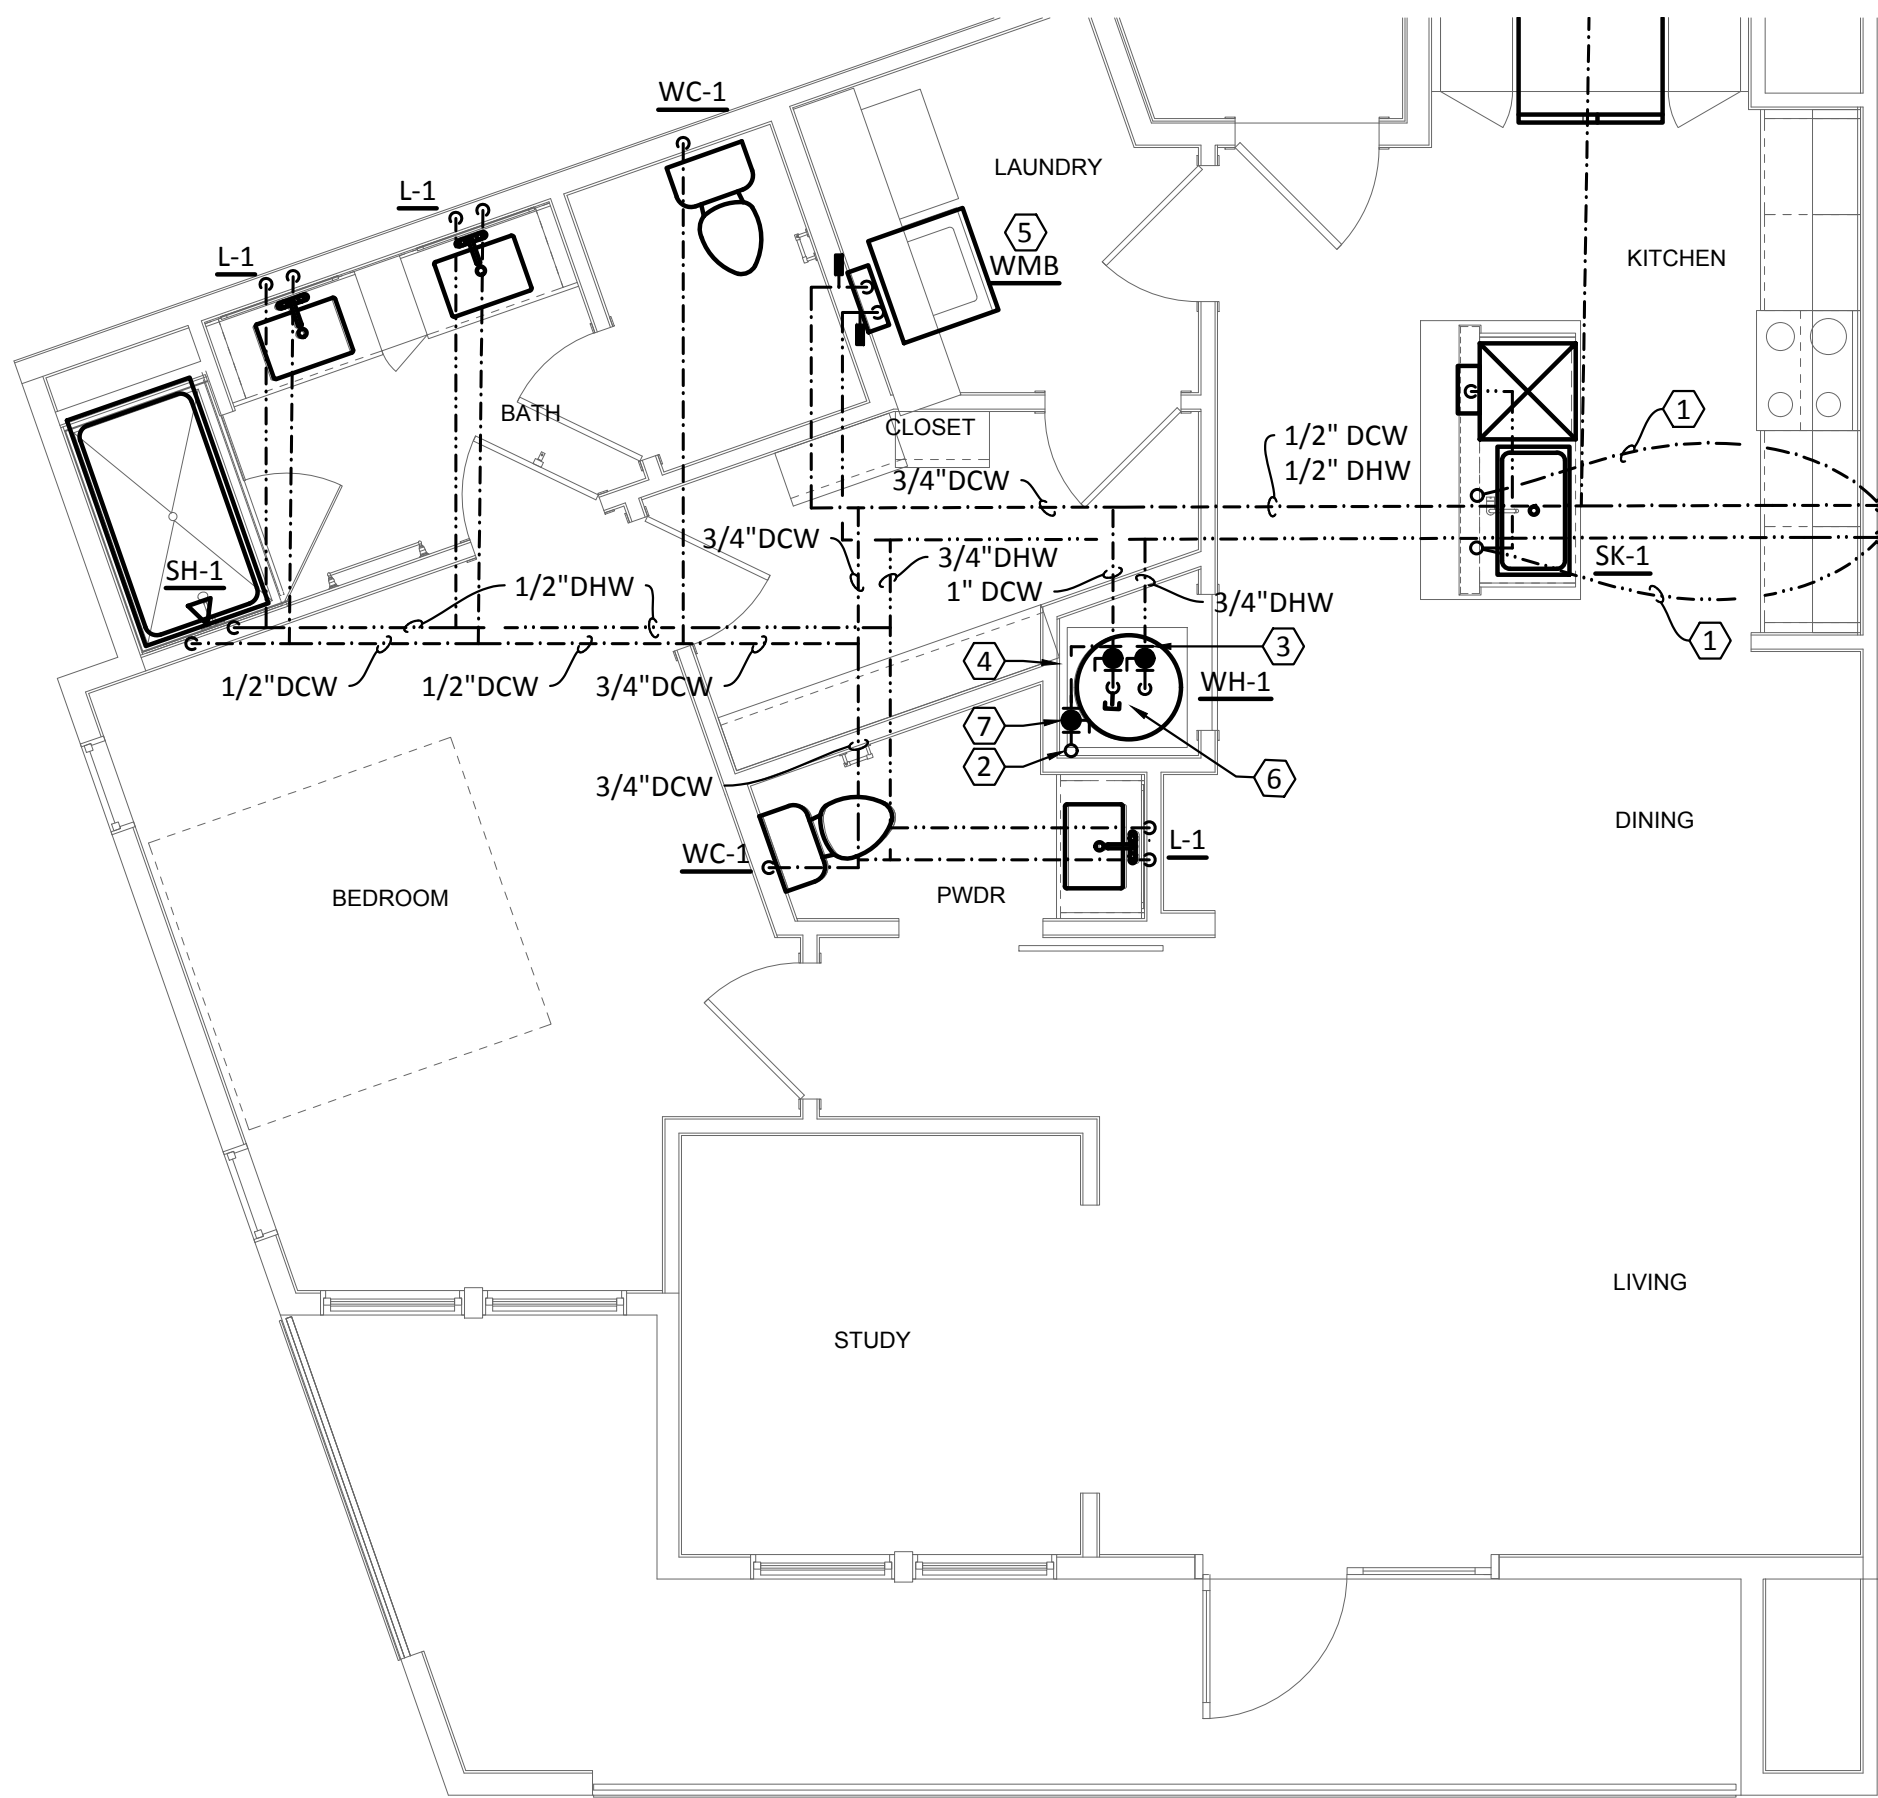 WC-1
LAUNDRY
L-1
5
WMB
L-1
KITCHEN
BATH
CLOSET
1
1/2" DCW
1/2" DHW
3/4"DCW
3/4"DCW
3/4"DHW
SK-1
SH-1
1/2"DHW
1" DCW
3/4"DHW
3
1
4
1/2"DCW
1/2"DCW
3/4"DCW
WH-1
7
2
6
3/4"DCW
DINING
WC-1
L-1
BEDROOM
PWDR
LIVING
STUDY